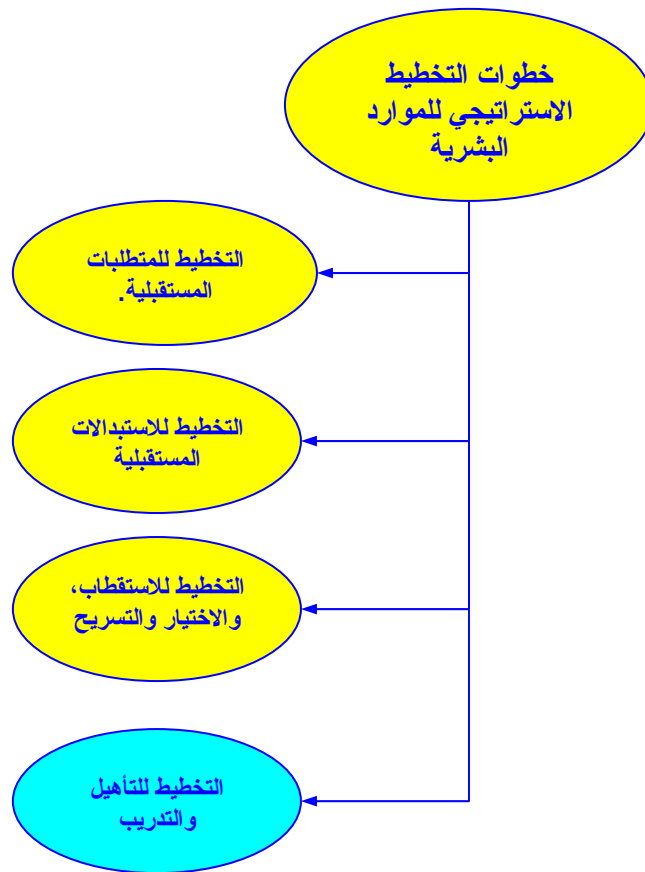 خطوات التخطيط
الاستراتيجي للموارد
البشرية
التخطيط للمتطلبات
المستقبلية.
التخطيط للاستبدالات
المستقبلية
التخطيط للاستقطاب،
والاختيار والتسريح
التخطيط للتأهيل
والتدريب